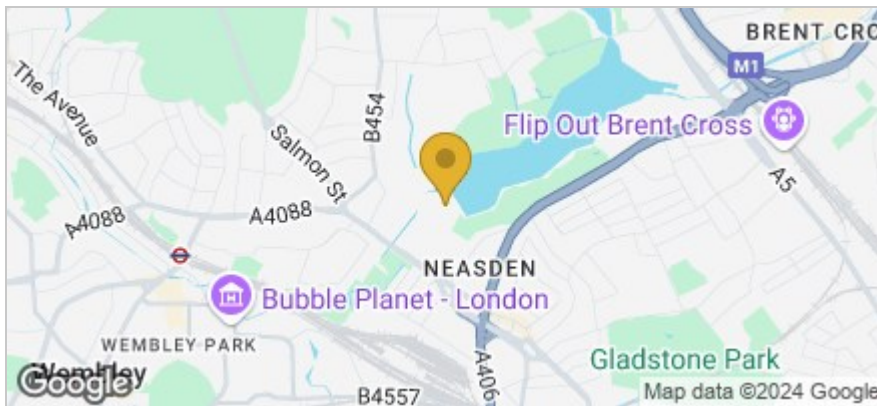 BRENT CRO
M1
The Avenue
B454
Flip Out Brent Cross
Salmon St
A5
A4088
A4088
NEASDEN
Bubble Planet - London
WEMBLEY PARK
A406
Gladstone Park
Wembley
Google
B4557
Map data ©2024 Google